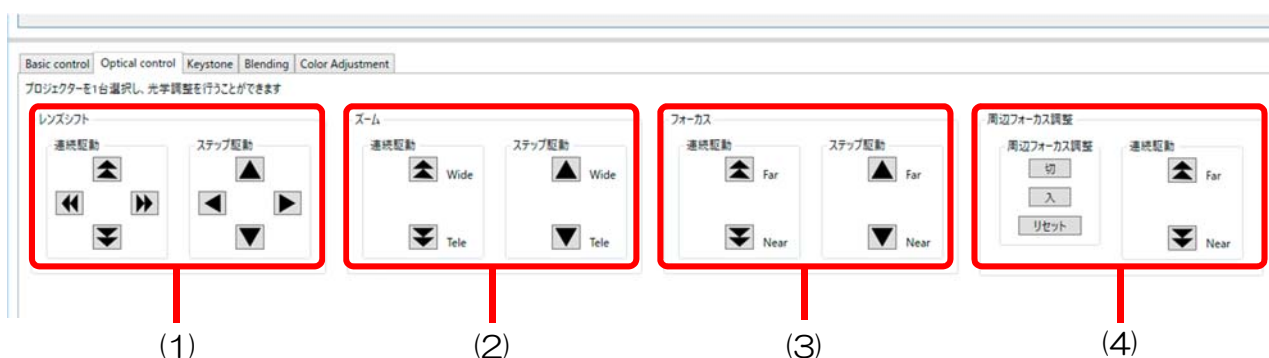 Basic control Optical control Keystone Blending Color Adjustment
プロジェクターを1台選択し、光学調整を行うことができます
レンズシフト
連続駆動 ステップ駆動
ズーム
連続駆動 ステップ駆動
Wide Wide
Tele Tele
フォーカス
連続駆動 ステップ駆動
Far Far
Near Near
周辺フォーカス調整
周辺フォーカス調整 連続駆動
切
入
リセット
Far
Near
(1) (2) (3) (4)